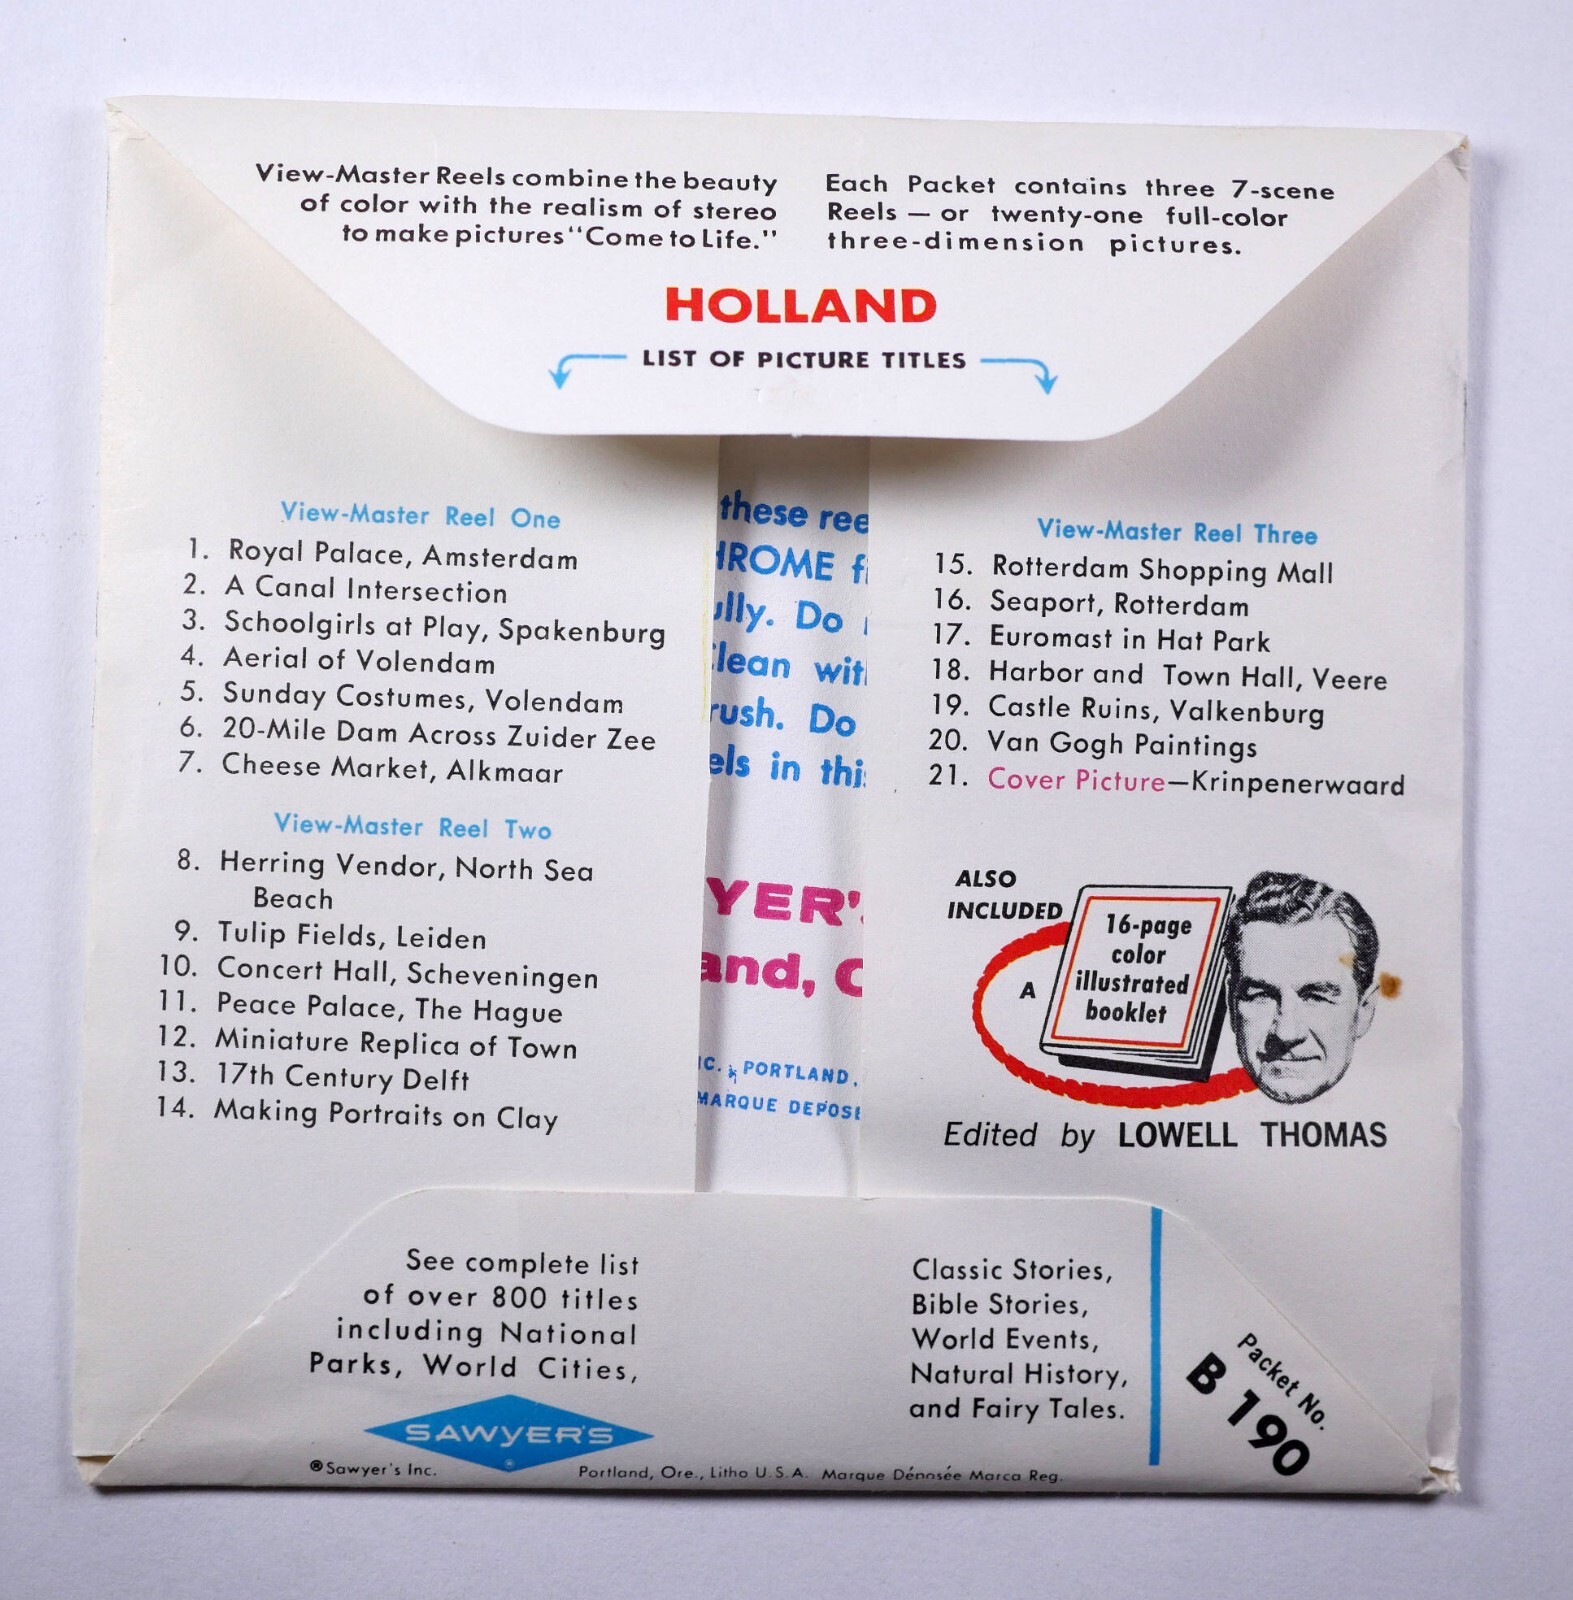 View-Master Reels combine the beauty
of color with the realism of stereo
to make pictures "Come to Life."
Each Packet contains three 7-scene
Reels — or twenty-one full-color
three-dimension pictures.
HOLLAND
LIST OF PICTURE TITLES
View-Master Reel One
1. Royal Palace, Amsterdam
2. A Canal Intersection
3. Schoolgirls at Play, Spakenburg
4. Aerial of Volendam
5. Sunday Costumes, Volendam
6. 20-Mile Dam Across Zuider Zee
7. Cheese Market, Alkmaar
View-Master Reel Two
8. Herring Vendor, North Sea
Beach
9. Tulip Fields, Leiden
10. Concert Hall, Scheveningen
11. Peace Palace, The Hague
12. Miniature Replica of Town
13. 17th Century Delft
14. Making Portraits on Clay
these ree
HROME f
ully. Do
lean wit
rush. Do
els in this
YER'S
and, O
NC., PORTLAND,
MARQUE DEPOSE
View-Master Reel Three
15. Rotterdam Shopping Mall
16. Seaport, Rotterdam
17. Euromast in Hat Park
18. Harbor and Town Hall, Veere
19. Castle Ruins, Valkenburg
20. Van Gogh Paintings
21. Cover Picture—Krinpenerwaard
ALSO
INCLUDED
A
16-page
color
illustrated
booklet
Edited by LOWELL THOMAS
See complete list
of over 800 titles
including National
Parks, World Cities,
Classic Stories,
Bible Stories,
World Events,
Natural History,
and Fairy Tales.
Packet No.
B 190
SAWYER'S
®
®Sawyer's Inc.
Portland, Ore., Litho U.S.A. Marque Déposée Marca Reg.